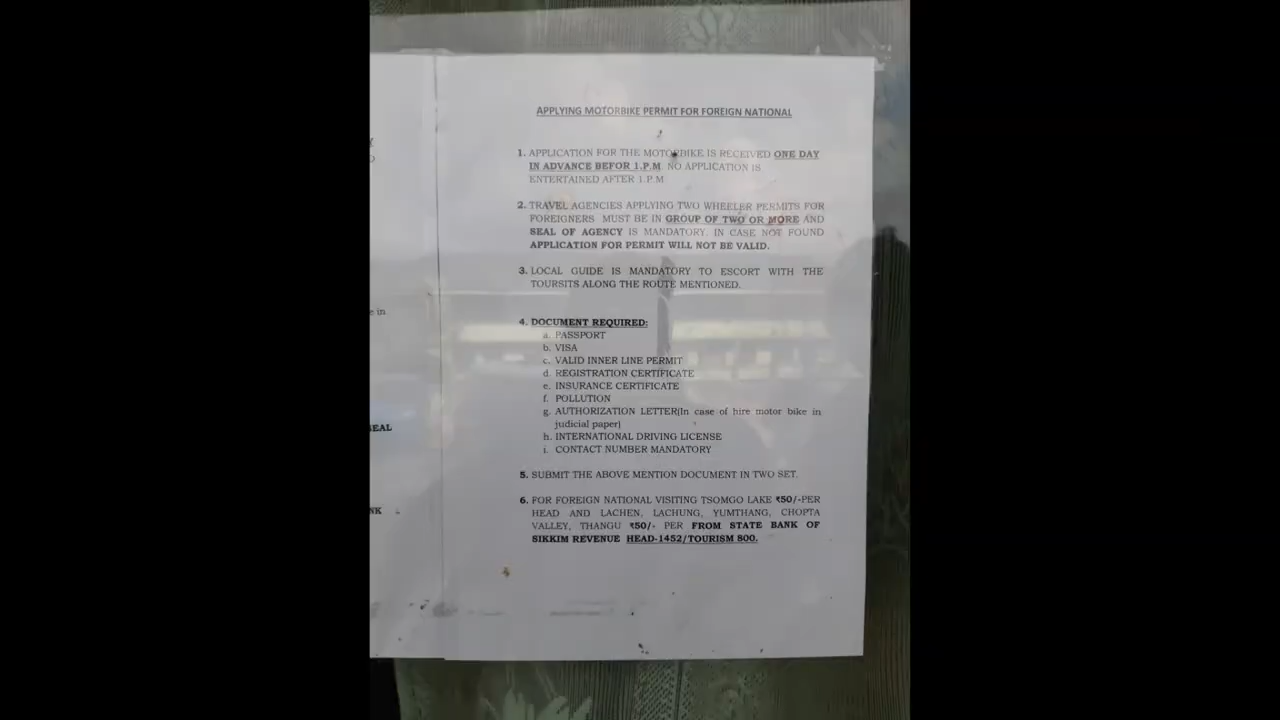 APPLYING MOTORBIKE PERMIT FOR FOREIGN NATIONAL
1. APPLICATION FOR THE MOTORBIKE IS RECEIVED ONE DAY
IN ADVANCE BEFOR 1.P.M. NO APPLICATION IS
ENTERTAINED AFTER 1.P.M
2. TRAVEL AGENCIES APPLYING TWO WHEELER PERMITS FOR
FOREIGNERS MUST BE IN GROUP OF TWO OR MORE AND
SEAL OF AGENCY IS MANDATORY. IN CASE NOT FOUND
APPLICATION FOR PERMIT WILL NOT BE VALID.
3. LOCAL GUIDE IS MANDATORY TO ESCORT WITH THE
TOURSITS ALONG THE ROUTE MENTIONED.
e in
4. DOCUMENT REQUIRED:
a. PASSPORT
b. VISA
c. VALID INNER LINE PERMIT
d. REGISTRATION CERTIFICATE
e. INSURANCE CERTIFICATE
f. POLLUTION
g. AUTHORIZATION LETTER(In case of hire motor bike in
judicial paper)
h. INTERNATIONAL DRIVING LICENSE
i. CONTACT NUMBER MANDATORY
EAL
5. SUBMIT THE ABOVE MENTION DOCUMENT IN TWO SET.
6. FOR FOREIGN NATIONAL VISITING TSOMGO LAKE ₹50/-PER
HEAD AND LACHEN, LACHUNG, YUMTHANG, CHOPTA
VALLEY, THANGU ₹50/- PER FROM STATE BANK OF
SIKKIM REVENUE HEAD-1452/TOURISM 800.
NK